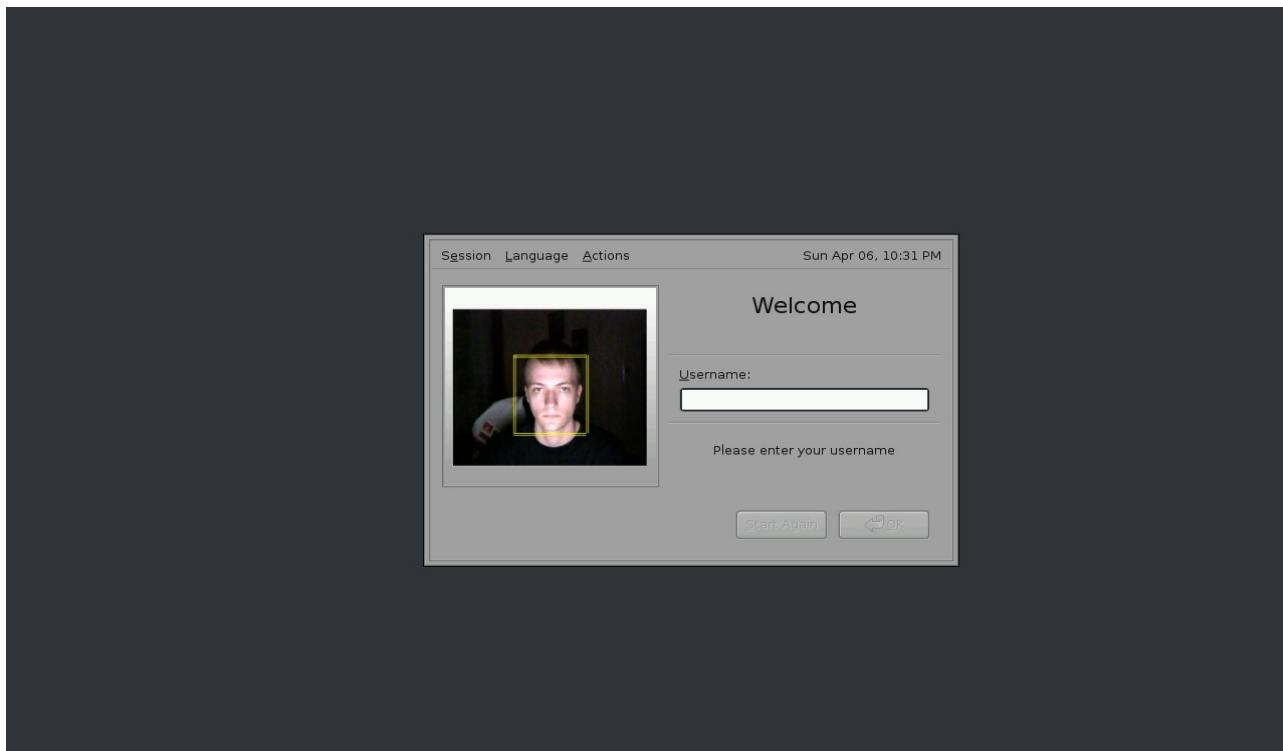 Session Language Actions Sun Apr 06, 10:31 PM
Welcome
Username:
Please enter your username
Start Again OK